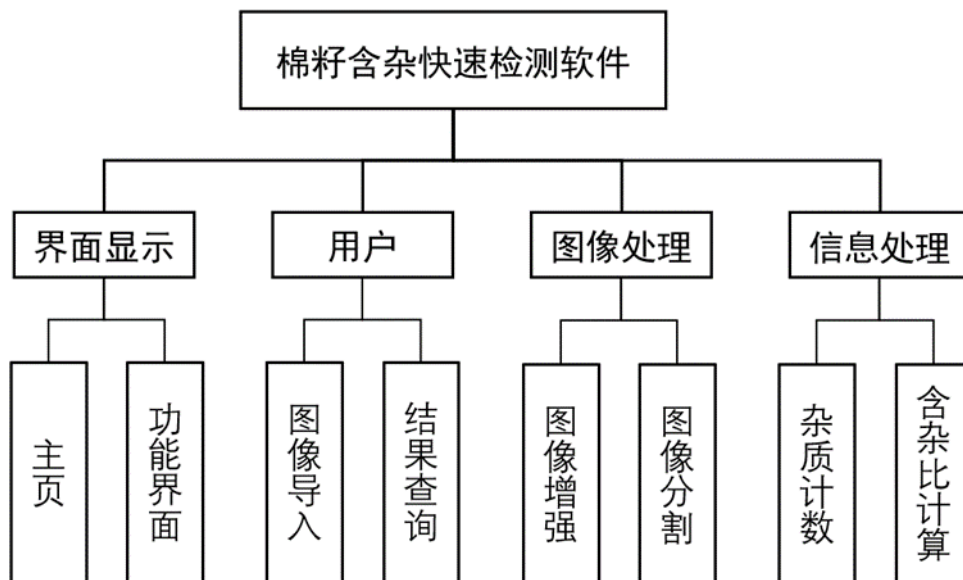 棉籽含杂快速检测软件
界面显示
用户
图像处理
信息处理
主页
功能界面
图像导入
结果查询
图像增强
图像分割
杂质计数
含杂比计算